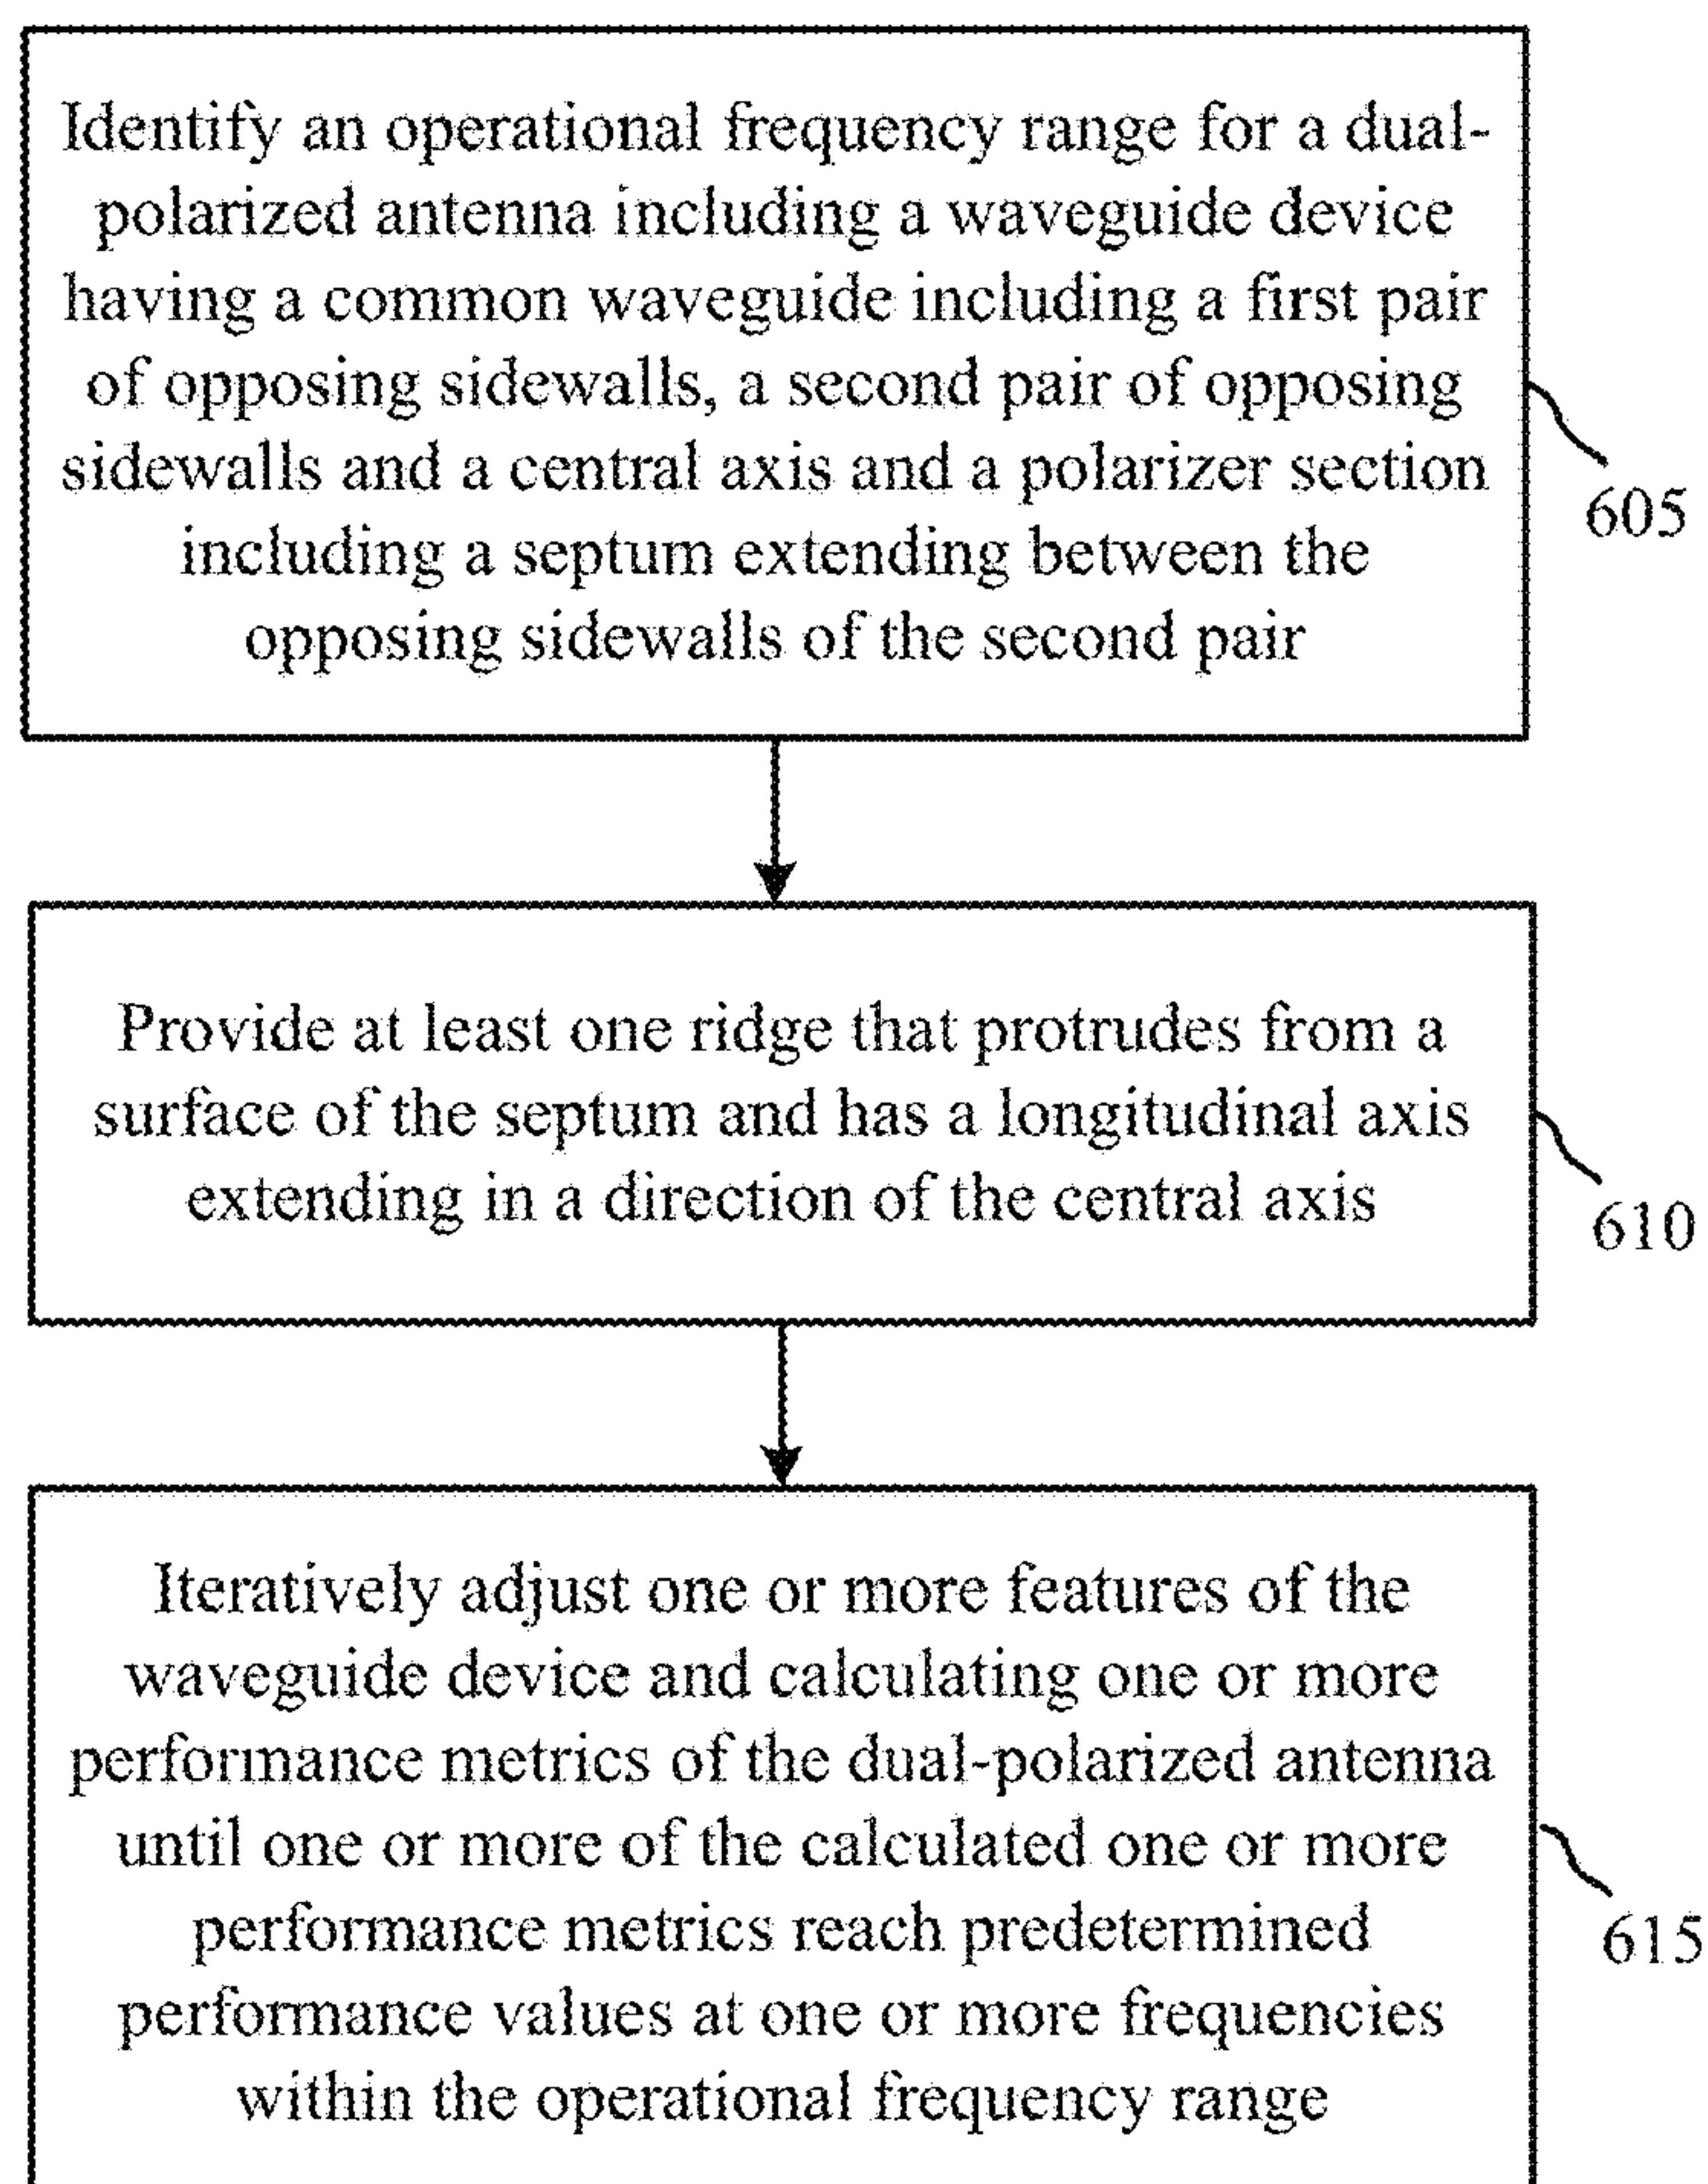 Identify an operational frequency range for a dual-
polarized antenna including a waveguide device
having a common waveguide including a first pair
of opposing sidewalls, a second pair of opposing
sidewalls and a central axis and a polarizer section
including a septum extending between the
opposing sidewalls of the second pair
605
Provide at least one ridge that protrudes from a
surface of the septum and has a longitudinal axis
extending in a direction of the central axis
610
Iteratively adjust one or more features of the
waveguide device and calculating one or more
performance metrics of the dual-polarized antenna
until one or more of the calculated one or more
performance metrics reach predetermined
performance values at one or more frequencies
within the operational frequency range
615